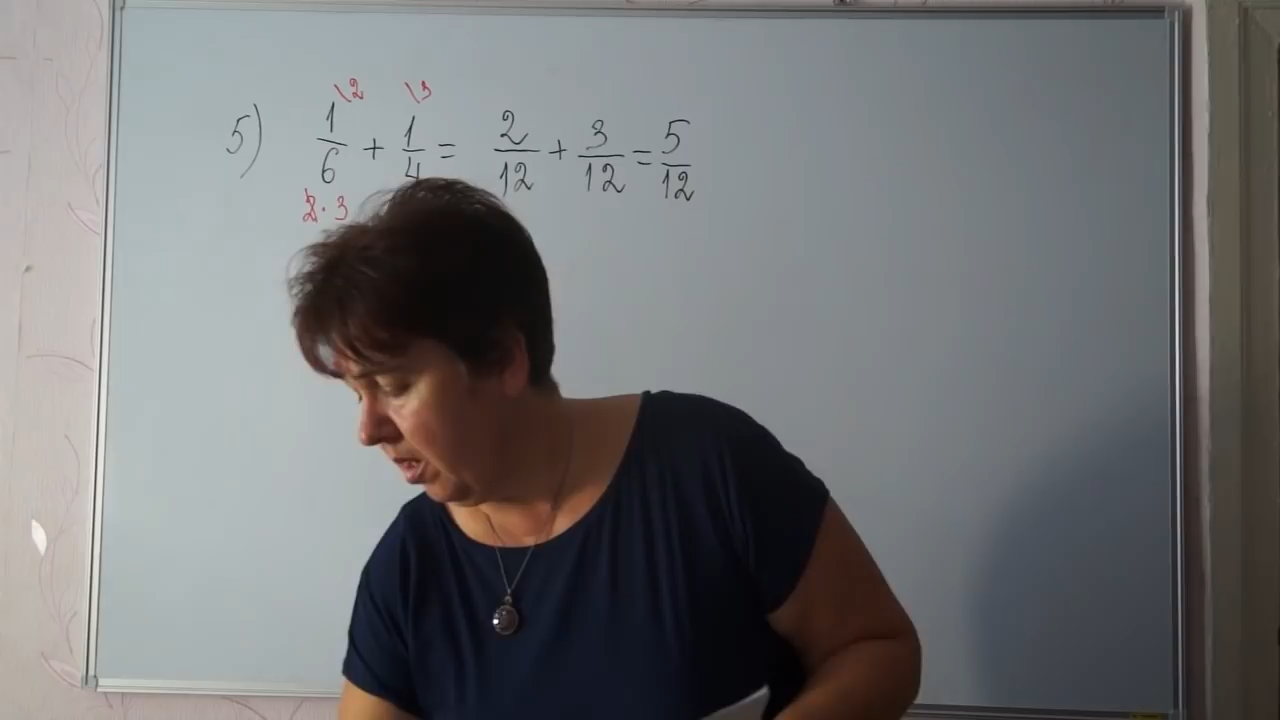 \2 \3
5) 1/6 + 1/4 = 2/12 + 3/12 = 5/12
2·3